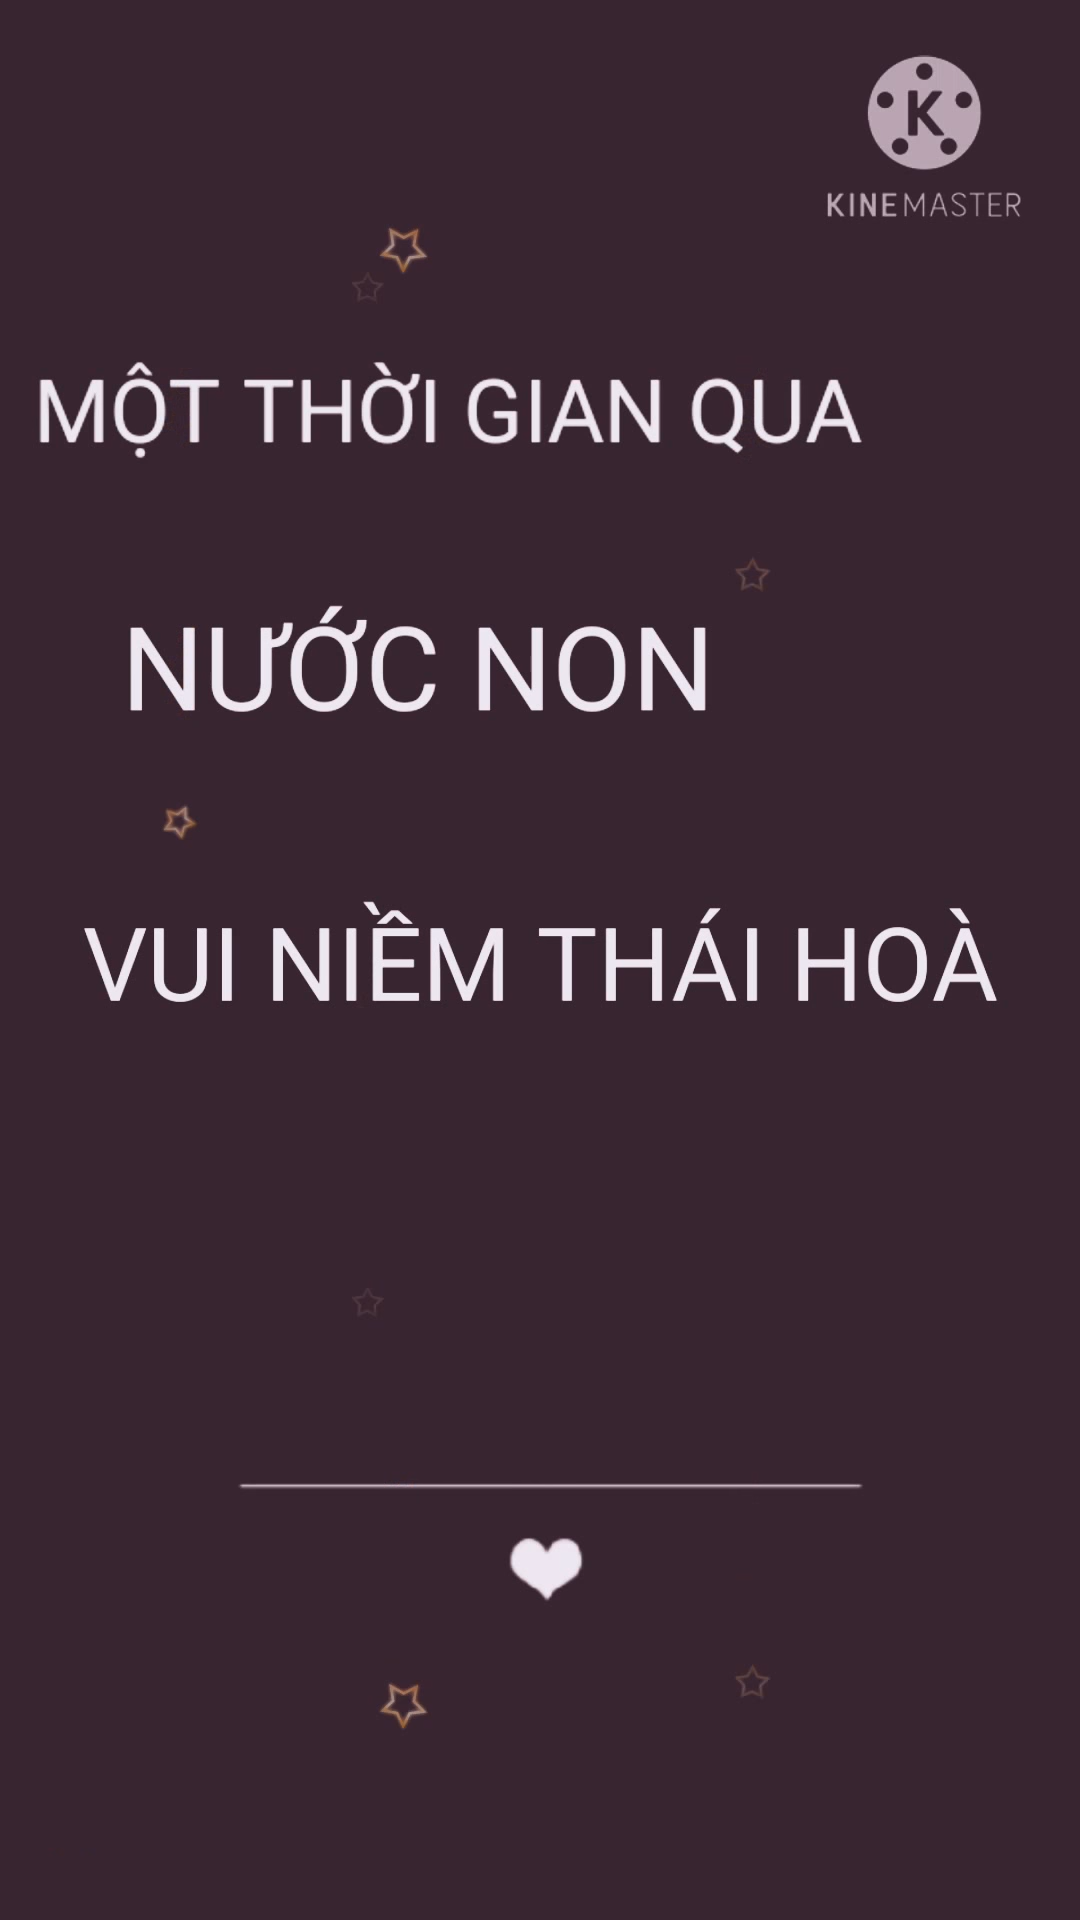 KINEMASTER
MỘT THỜI GIAN QUA
NƯỚC NON
VUI NIỀM THÁI HOÀ